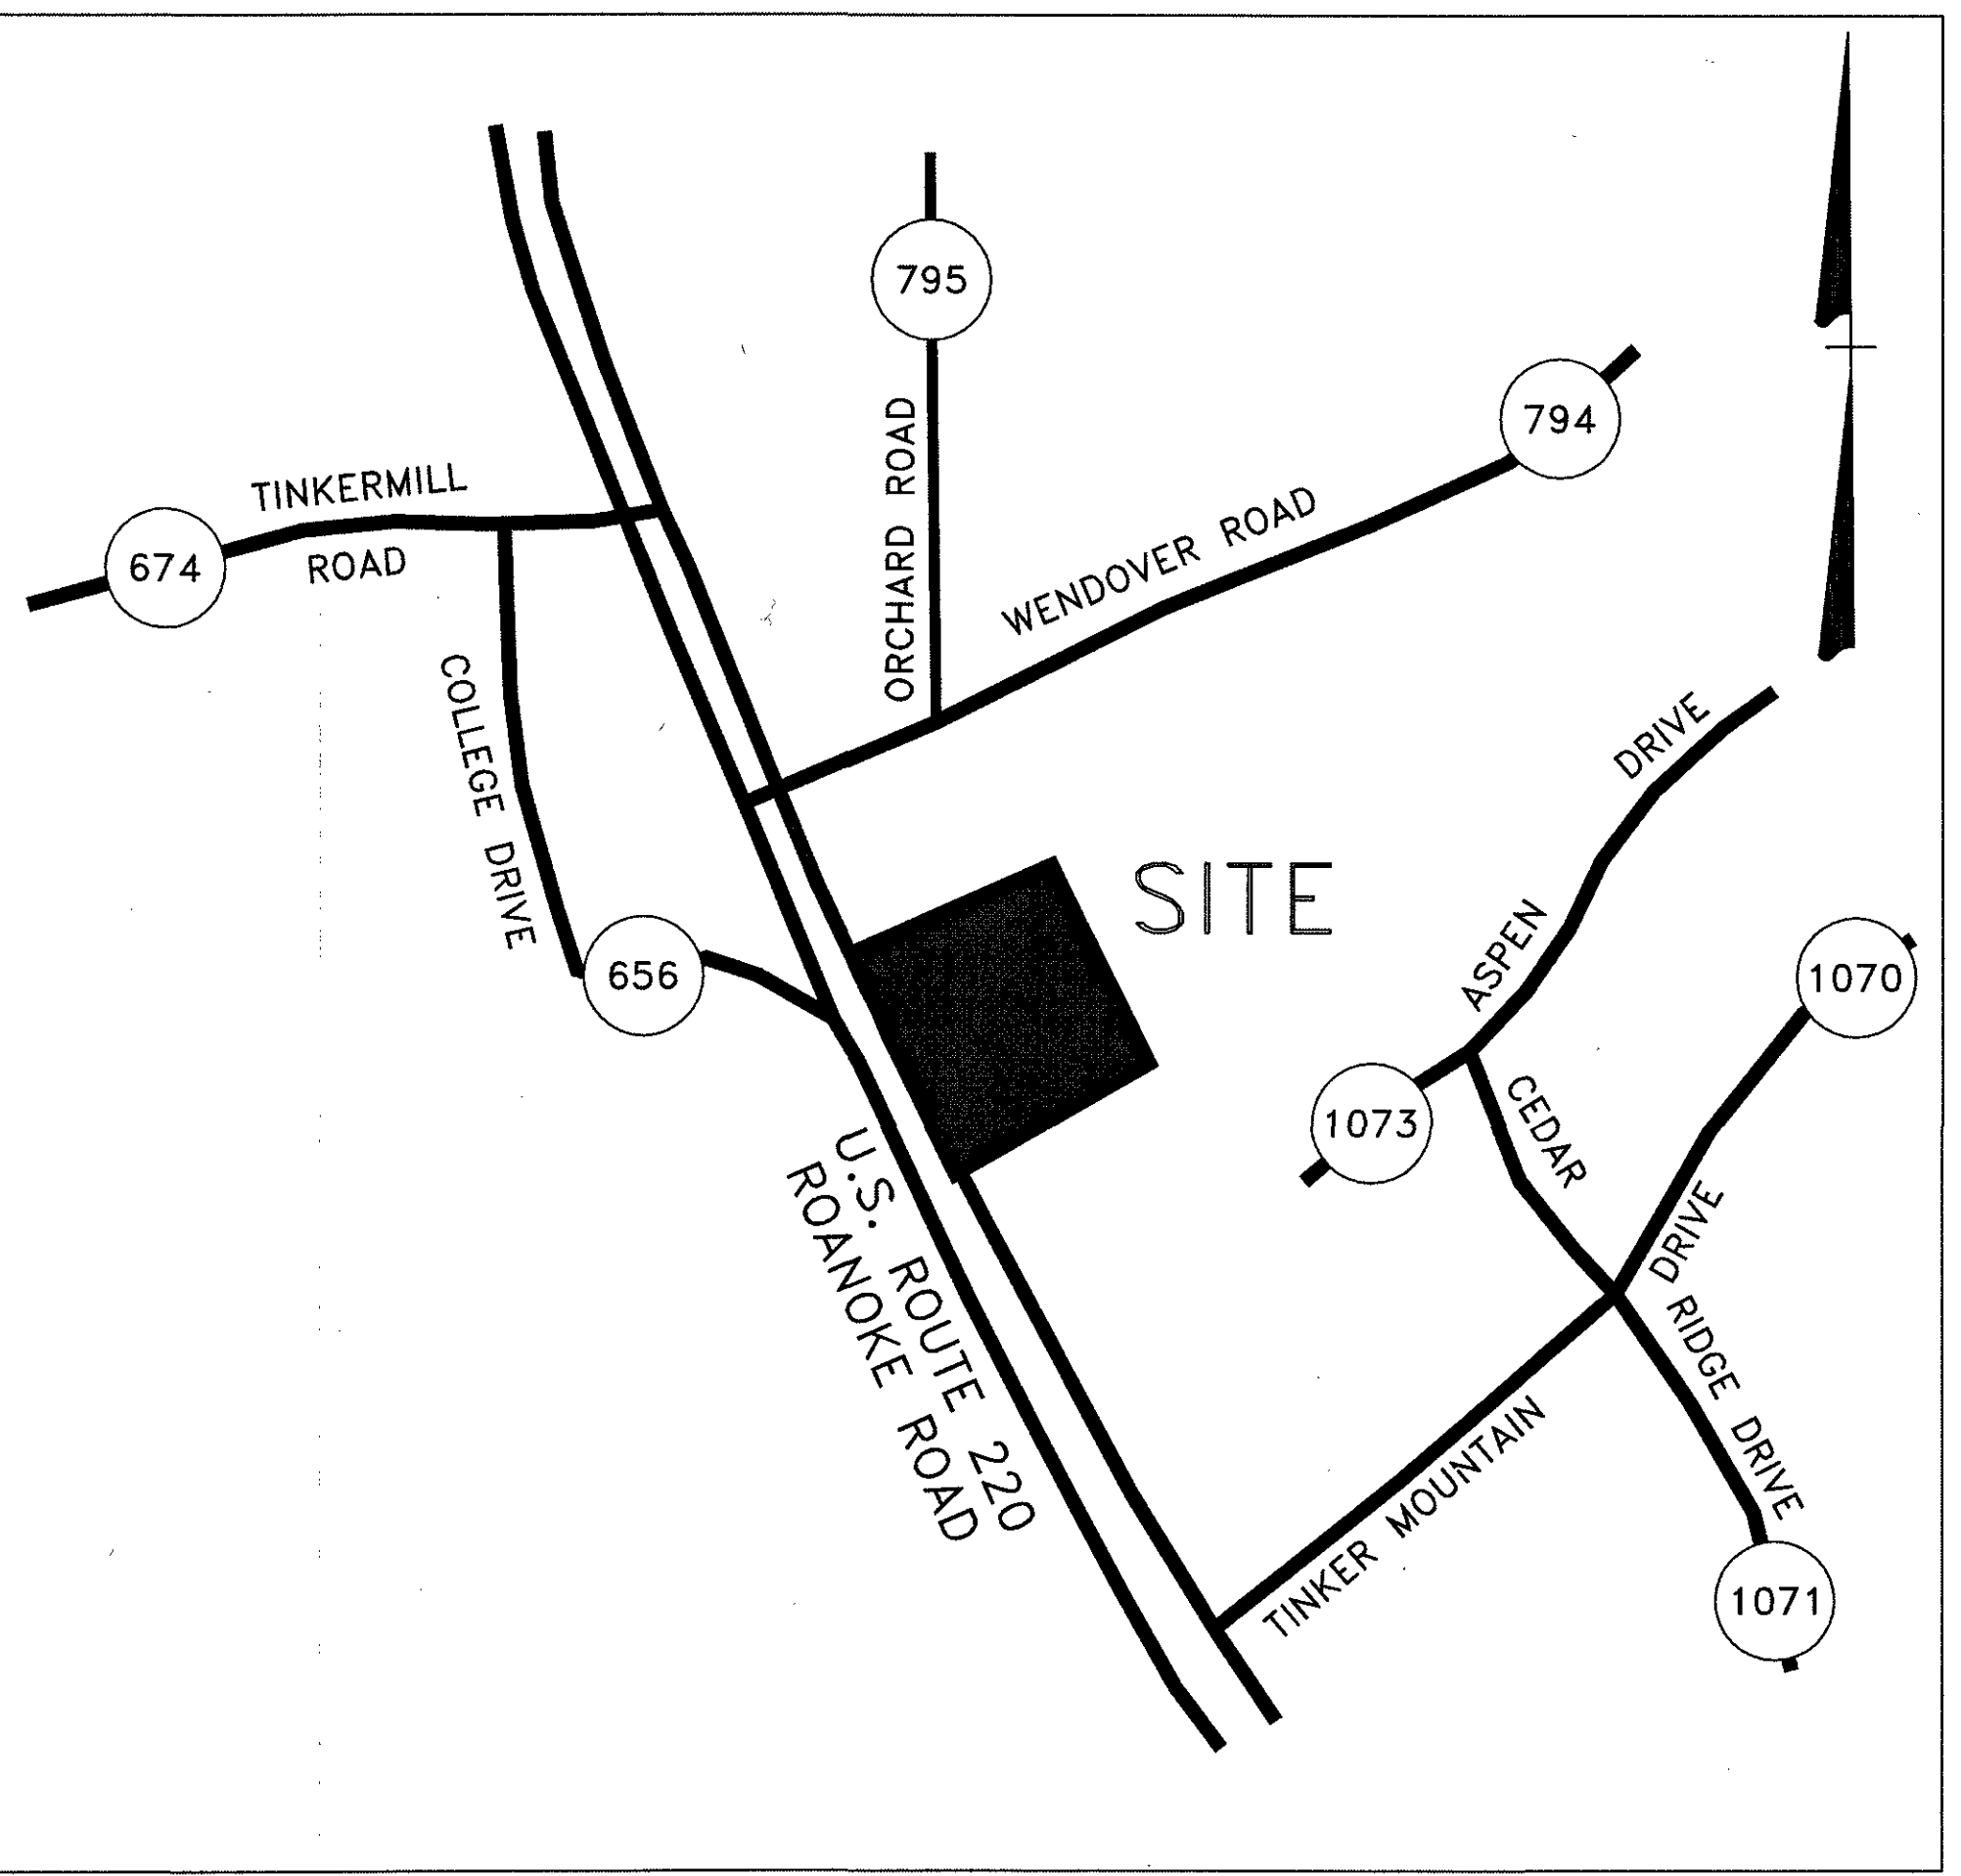 795
794
TINKERMILL
ROAD
674
ORCHARD ROAD
WENDOVER ROAD
COLLEGE DRIVE
656
SITE
ASPEN DRIVE
1070
1073
CEDAR
RIDGE DRIVE
U.S. ROUTE 220
ROANOKE ROAD
TINKER MOUNTAIN DRIVE
1071